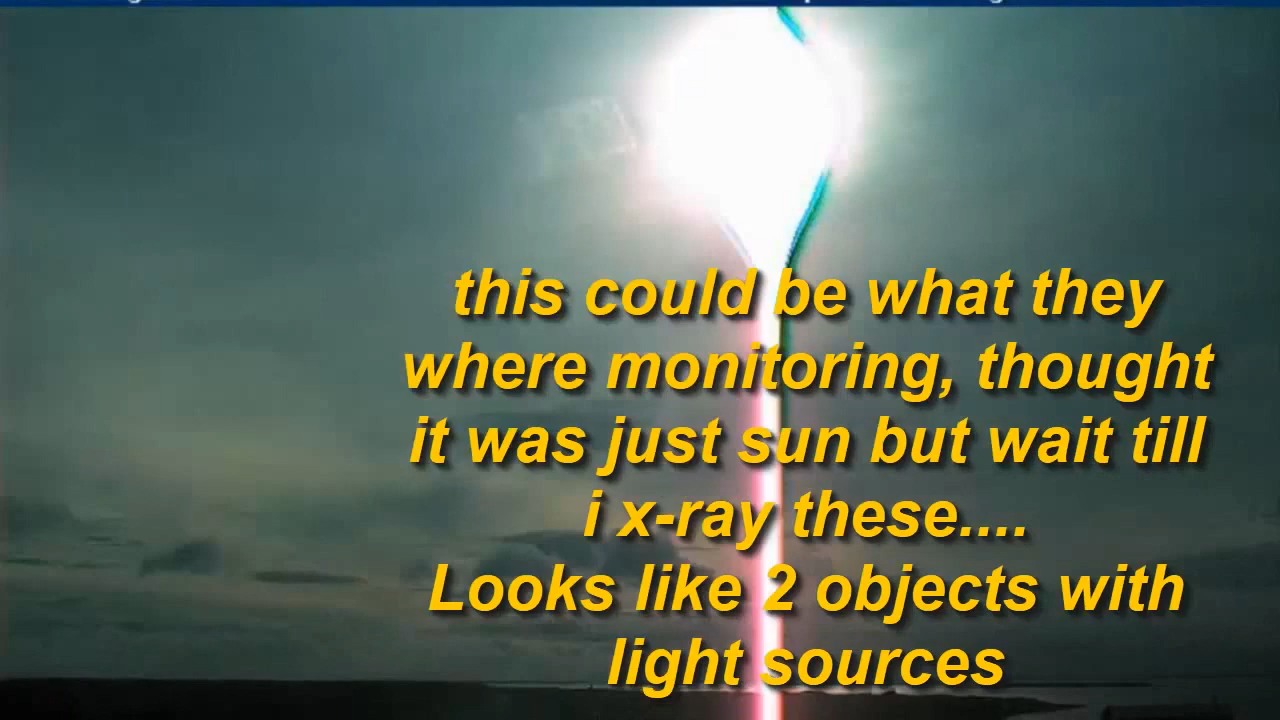 this could be what they
where monitoring, thought
it was just sun but wait till
i x-ray these....
Looks like 2 objects with
light sources